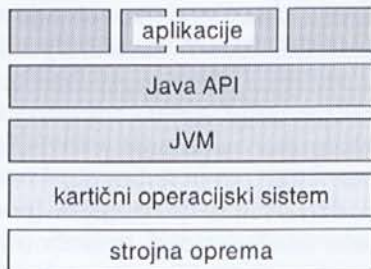 aplikacije
Java API
JVM
kartični operacijski sistem
strojna oprema